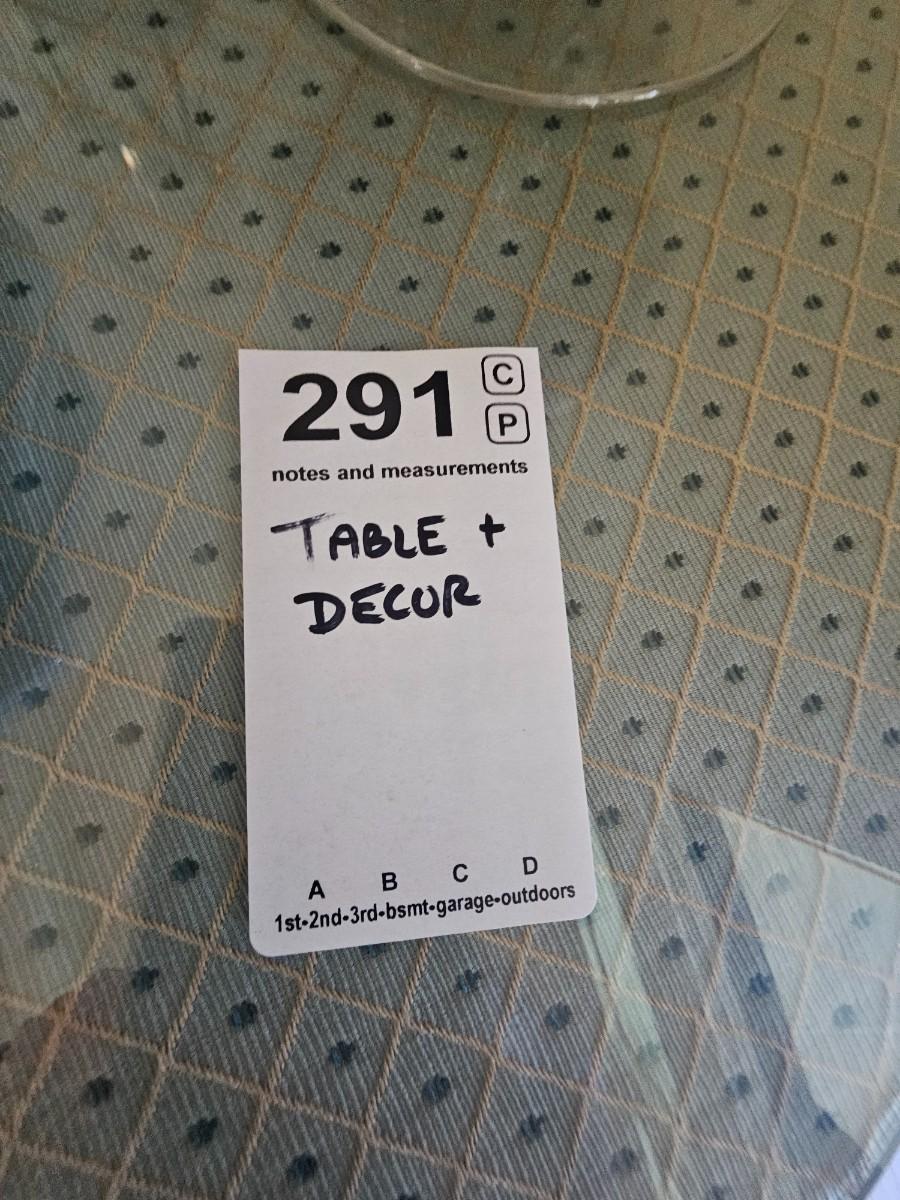 291 C
P
notes and measurements
TABLE +
DECOR
A B C D
1st-2nd-3rd-bsmt-garage-outdoors